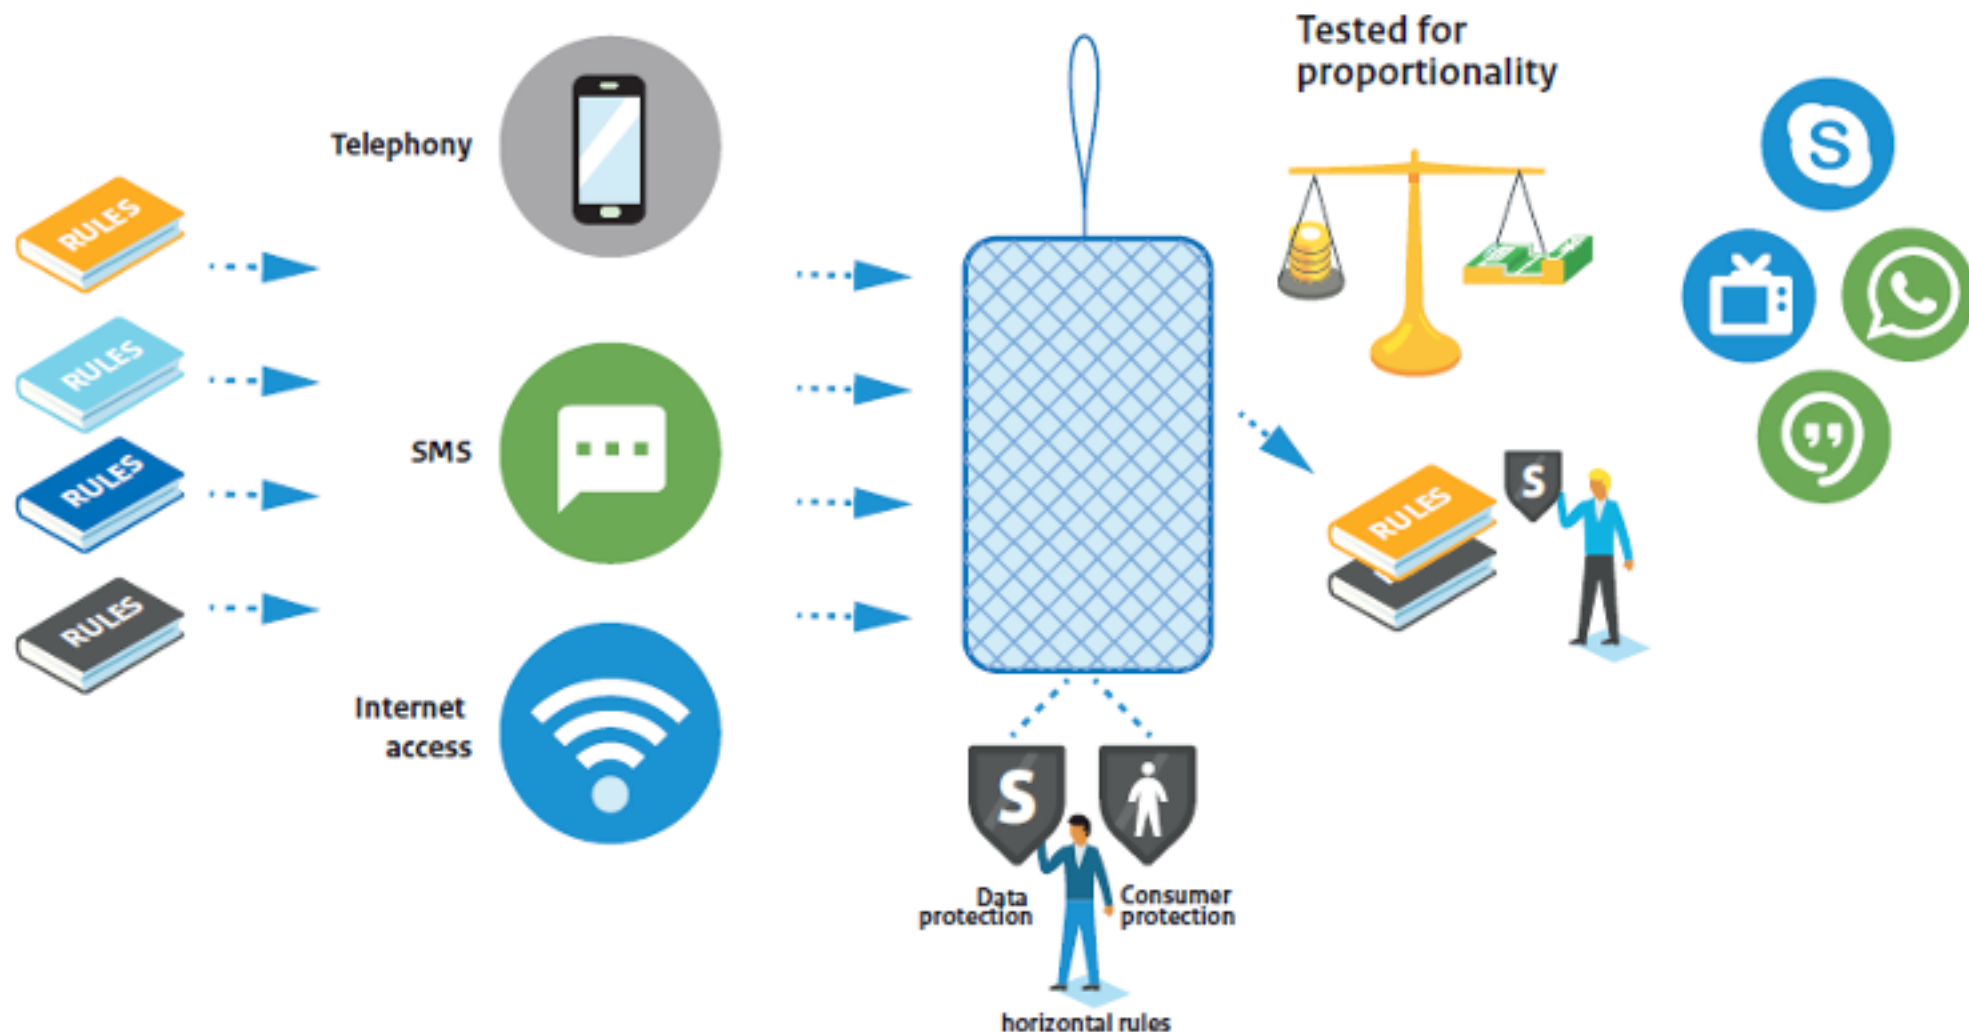 Tested for
proportionality
Telephony
RULES
RULES
RULES
RULES
SMS
Internet
access
S
RULES
S
S
Data
protection
Consumer
protection
horizontal rules